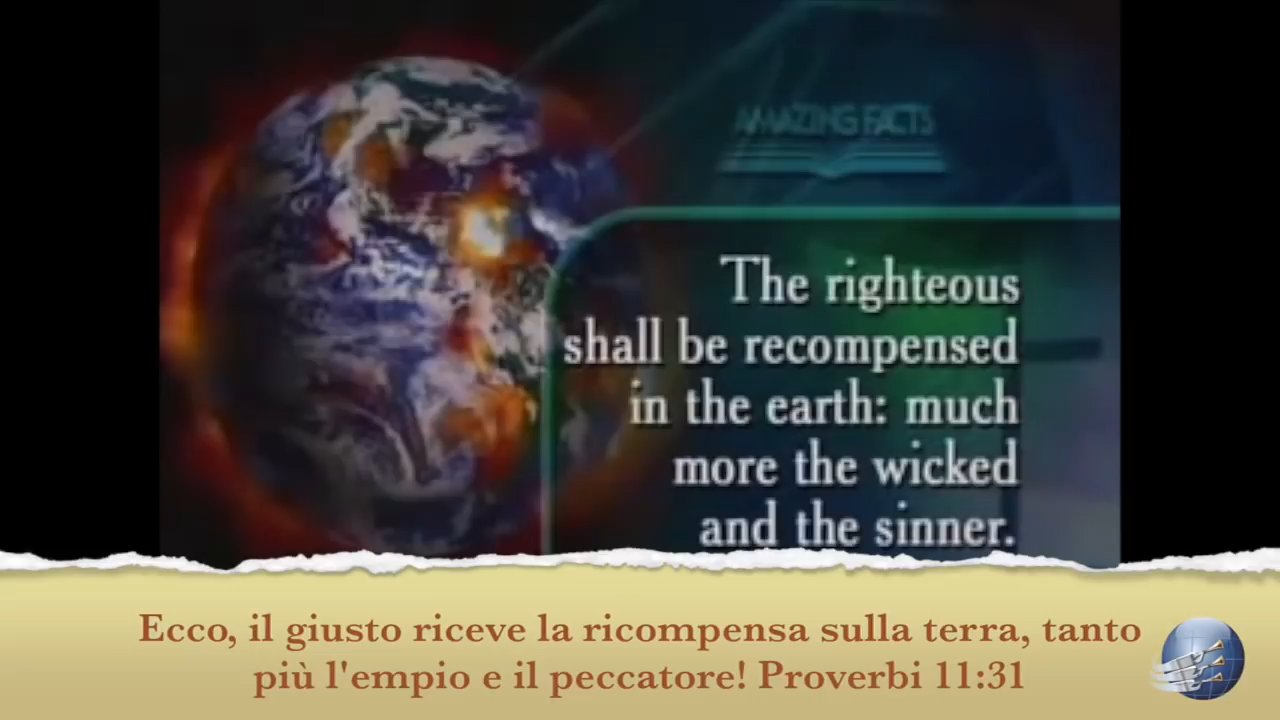 AMAZING FACTS
The righteous
shall be recompensed
in the earth: much
more the wicked
and the sinner.
Ecco, il giusto riceve la ricompensa sulla terra, tanto
più l'empio e il peccatore! Proverbi 11:31